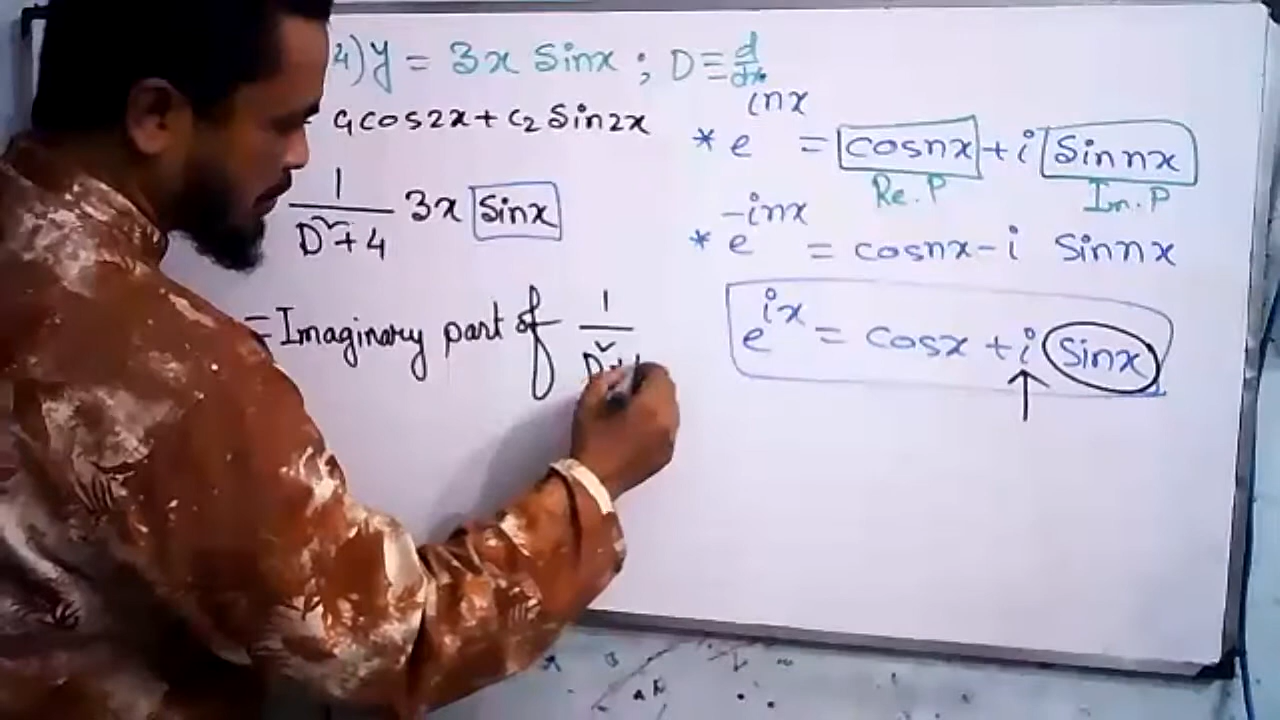 4) y = 3x Sinx ; D ≡ d/dx
= c₁cos2x + c₂ Sin2x
1/(D²+4) 3x Sinx
= Imaginary part of 1/(D²+
* e^{inx} = cosnx + i Sinnx
Re.P Im.P
* e^{-inx} = cosnx - i Sinnx
e^{ix} = cosx + i Sinx